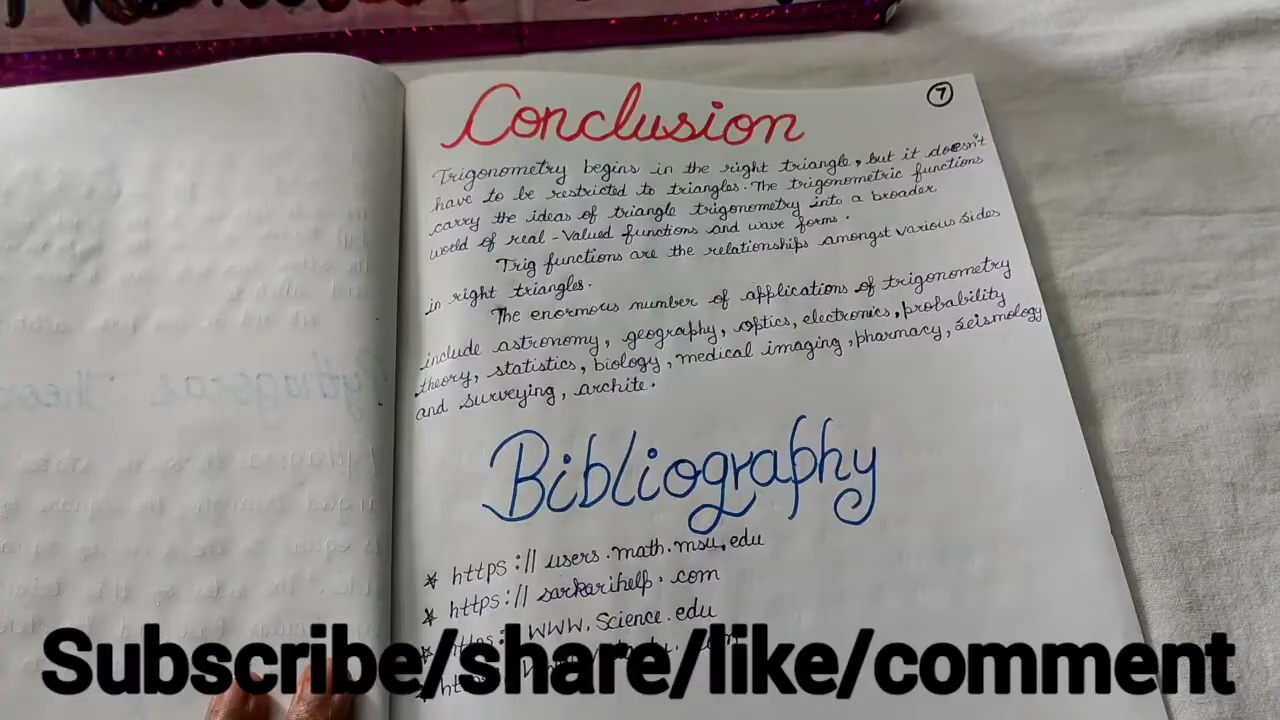 7
Conclusion
Trigonometry begins in the right triangle, but it doesn't
have to be restricted to triangles. The trigonometric functions
carry the ideas of triangle trigonometry into a broader
world of real-valued functions and wave forms.
Trig functions are the relationships amongst various sides
in right triangles.
The enormous number of applications of trigonometry
include astronomy, geography, optics, electronics, probability
theory, statistics, biology, medical imaging, pharmacy, seismology
and surveying, archite.
Bibliography
* https:// users.math.msu.edu
* https:// sarkarihelp.com
* https: WWW.Science.edu
Subscribe/share/like/comment